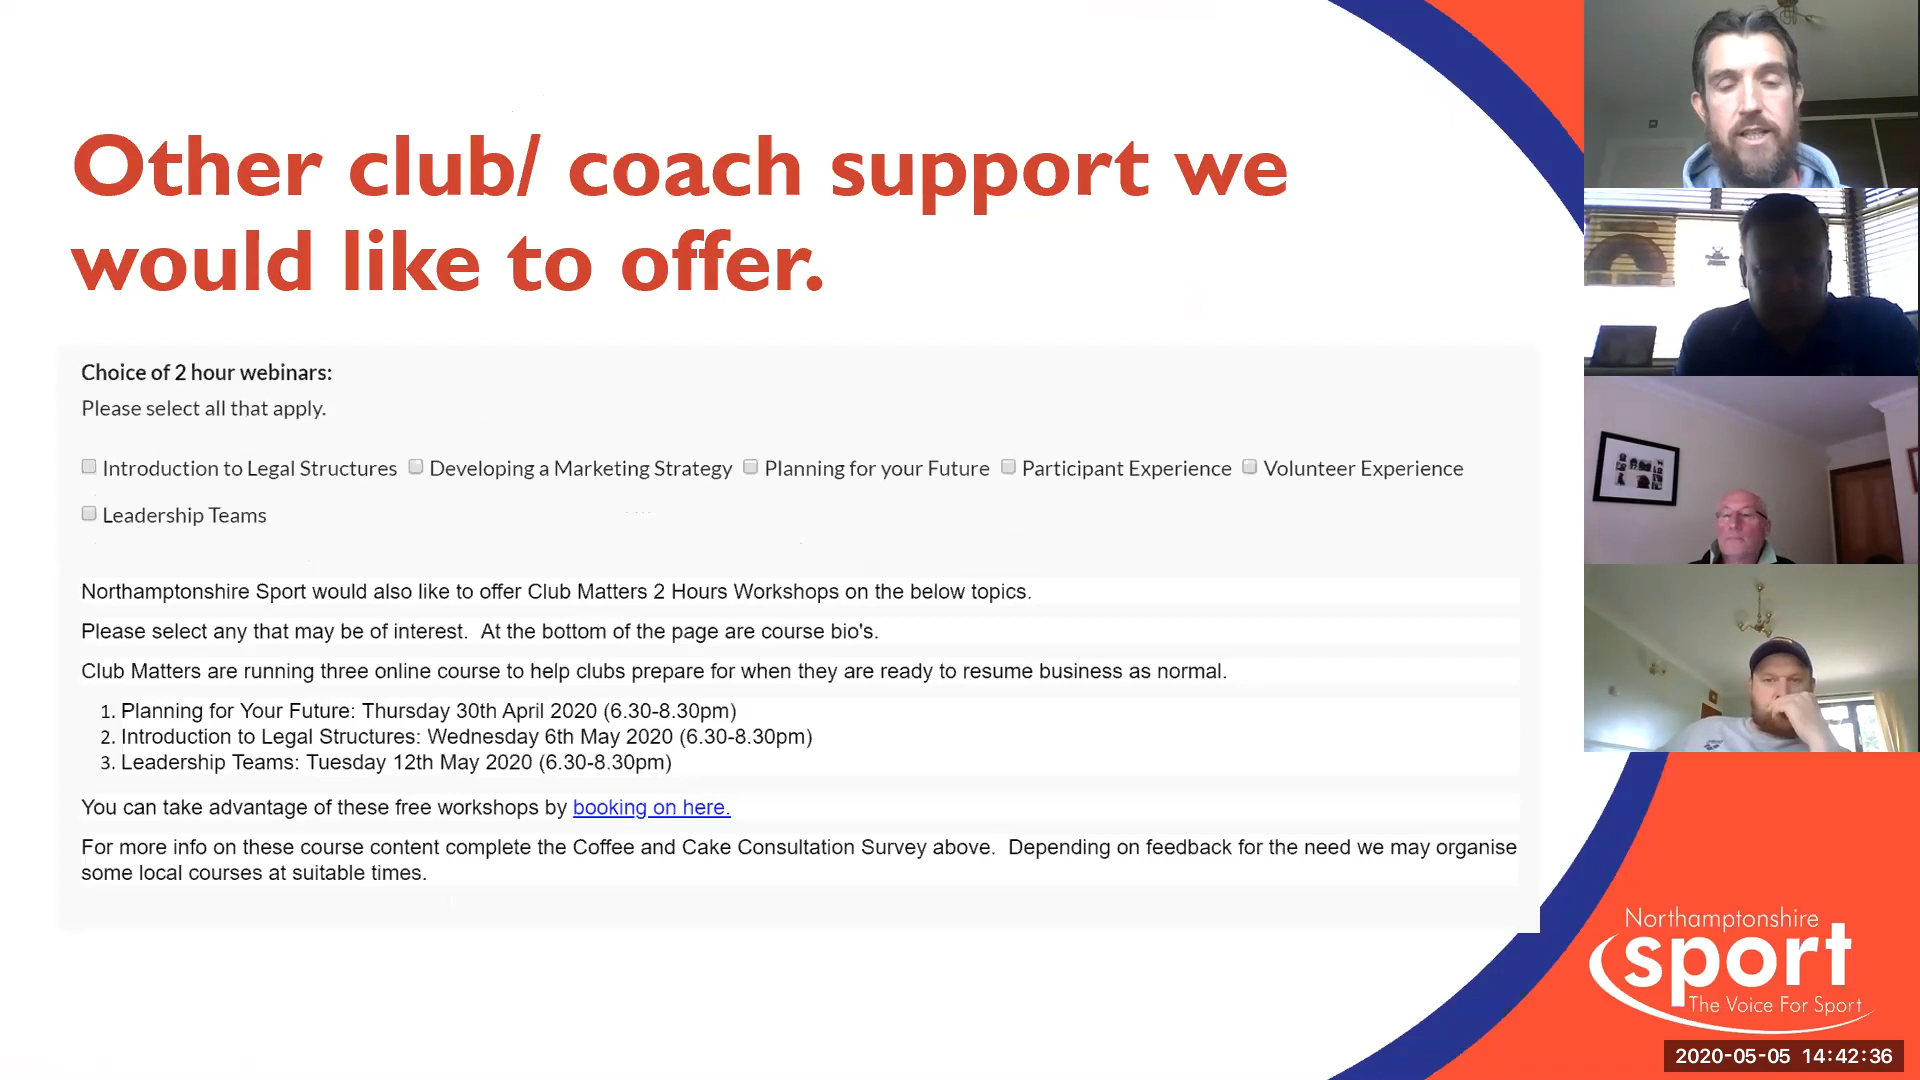 Other club/ coach support we
would like to offer.
Choice of 2 hour webinars:
Please select all that apply.
Introduction to Legal Structures Developing a Marketing Strategy Planning for your Future Participant Experience Volunteer Experience
Leadership Teams
Northamptonshire Sport would also like to offer Club Matters 2 Hours Workshops on the below topics.
Please select any that may be of interest.  At the bottom of the page are course bio's.
Club Matters are running three online course to help clubs prepare for when they are ready to resume business as normal.
1. Planning for Your Future: Thursday 30th April 2020 (6.30-8.30pm)
2. Introduction to Legal Structures: Wednesday 6th May 2020 (6.30-8.30pm)
3. Leadership Teams: Tuesday 12th May 2020 (6.30-8.30pm)
You can take advantage of these free workshops by booking on here.
For more info on these course content complete the Coffee and Cake Consultation Survey above.  Depending on feedback for the need we may organise
some local courses at suitable times.
Northamptonshire
sport
The Voice For Sport
2020-05-05 14:42:36